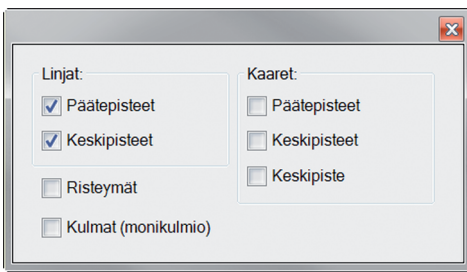 Linjat:
Päätepisteet
Keskipisteet
Risteymät
Kulmat (monikulmio)
Kaaret:
Päätepisteet
Keskipisteet
Keskipiste